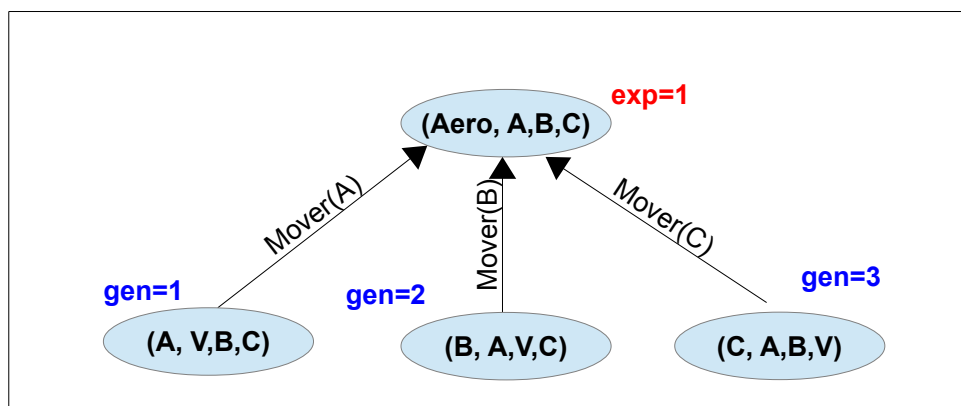 exp=1
(Aero, A,B,C)
Mover(A)
Mover(B)
Mover(C)
gen=1
gen=2
gen=3
(A, V,B,C)
(B, A,V,C)
(C, A,B,V)